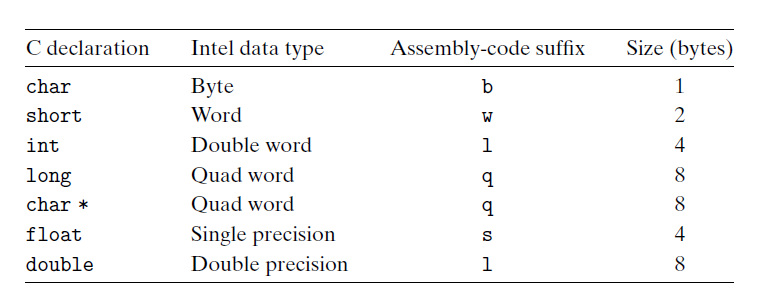 C declaration Intel data type Assembly-code suffix Size (bytes)
char Byte b 1
short Word w 2
int Double word l 4
long Quad word q 8
char * Quad word q 8
float Single precision s 4
double Double precision l 8